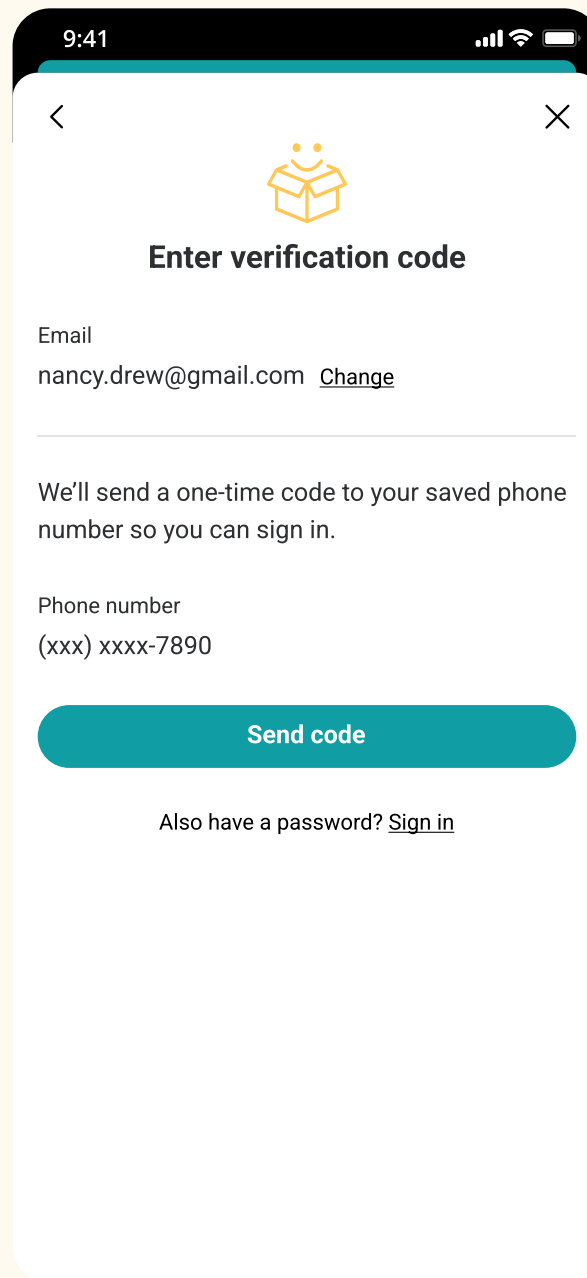 9:41
Enter verification code
Email
nancy.drew@gmail.com Change
We’ll send a one-time code to your saved phone
number so you can sign in.
Phone number
(xxx) xxxx-7890
Send code
Also have a password? Sign in